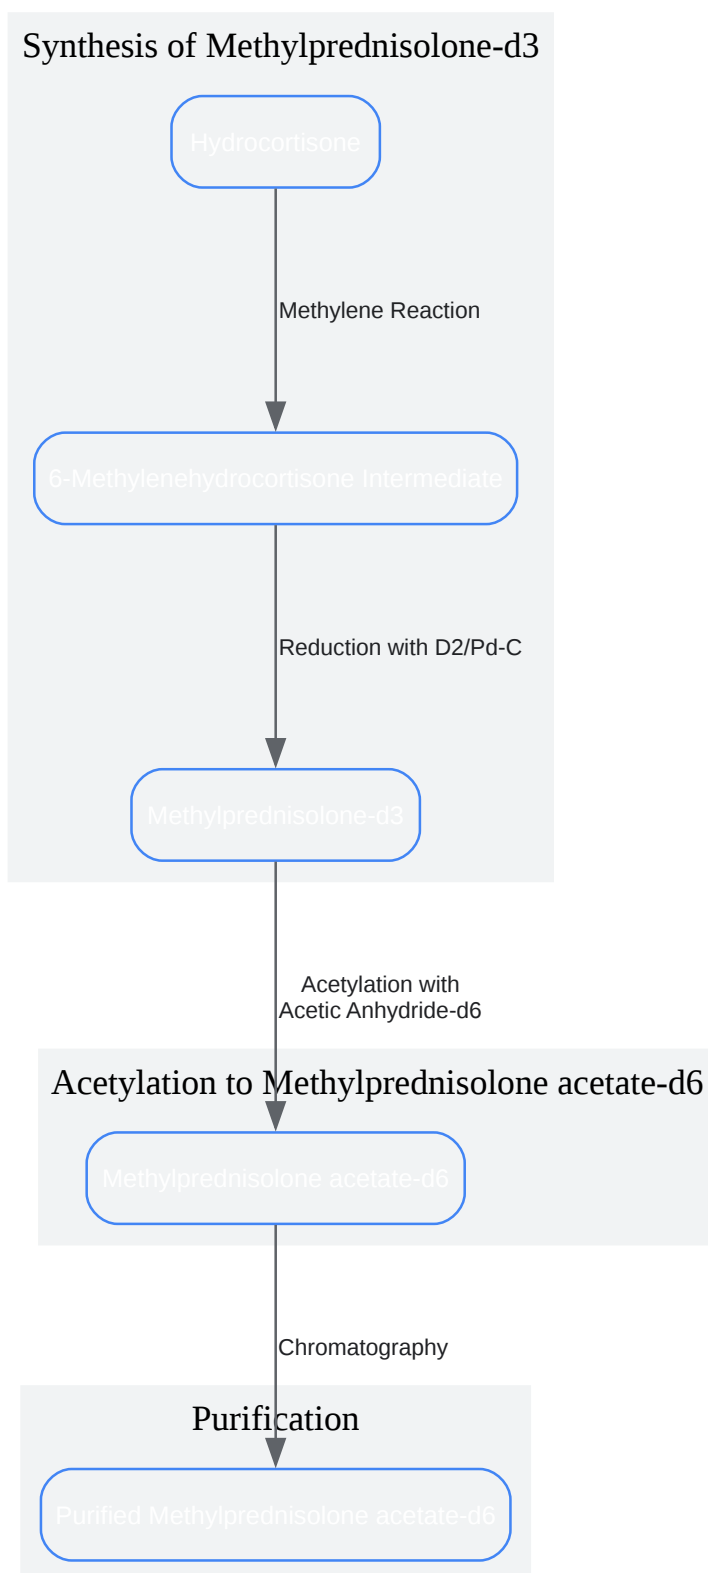 Synthesis of Methylprednisolone-d3
Hydrocortisone
Methylene Reaction
6-Methylenehydrocortisone Intermediate
Reduction with D2/Pd-C
Methylprednisolone-d3
Acetylation with
Acetic Anhydride-d6
Acetylation to Methylprednisolone acetate-d6
Methylprednisolone acetate-d6
Chromatography
Purification
Purified Methylprednisolone acetate-d6